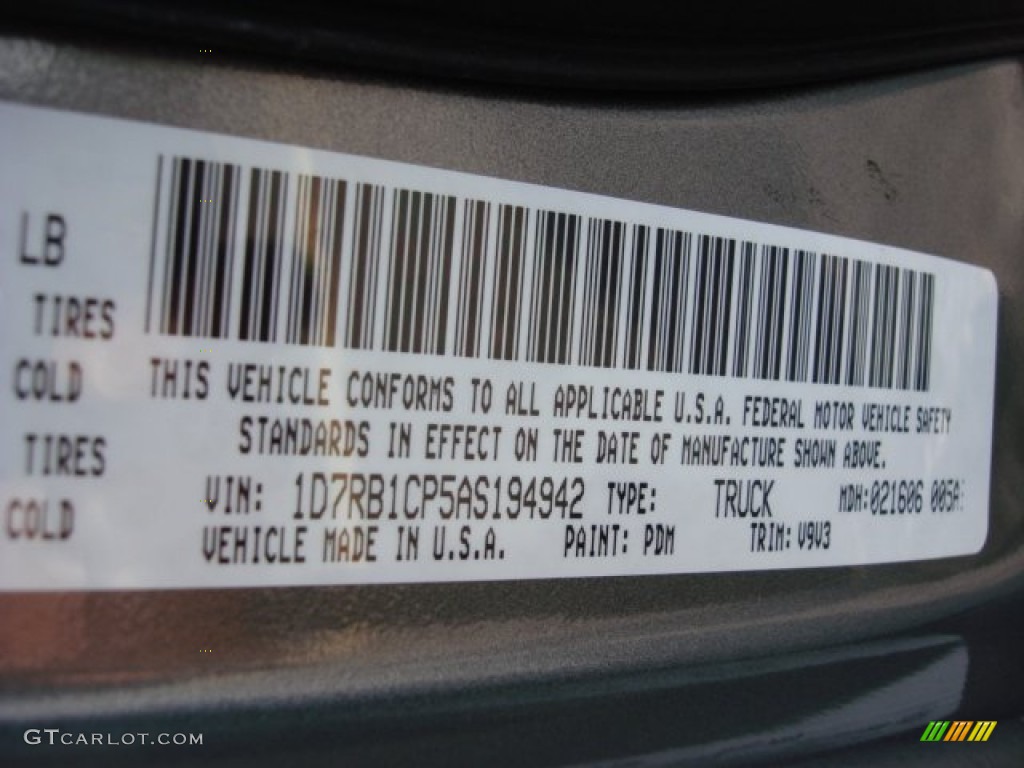 LB
TIRES
COLD
TIRES
COLD
THIS VEHICLE CONFORMS TO ALL APPLICABLE U.S.A. FEDERAL MOTOR VEHICLE SAFETY
STANDARDS IN EFFECT ON THE DATE OF MANUFACTURE SHOWN ABOVE.
VIN: 1D7RB1CP5AS194942 TYPE: TRUCK MDH:021606
VEHICLE MADE IN U.S.A. PAINT: PDM TRIM: V9V3
GTCARLOT.COM